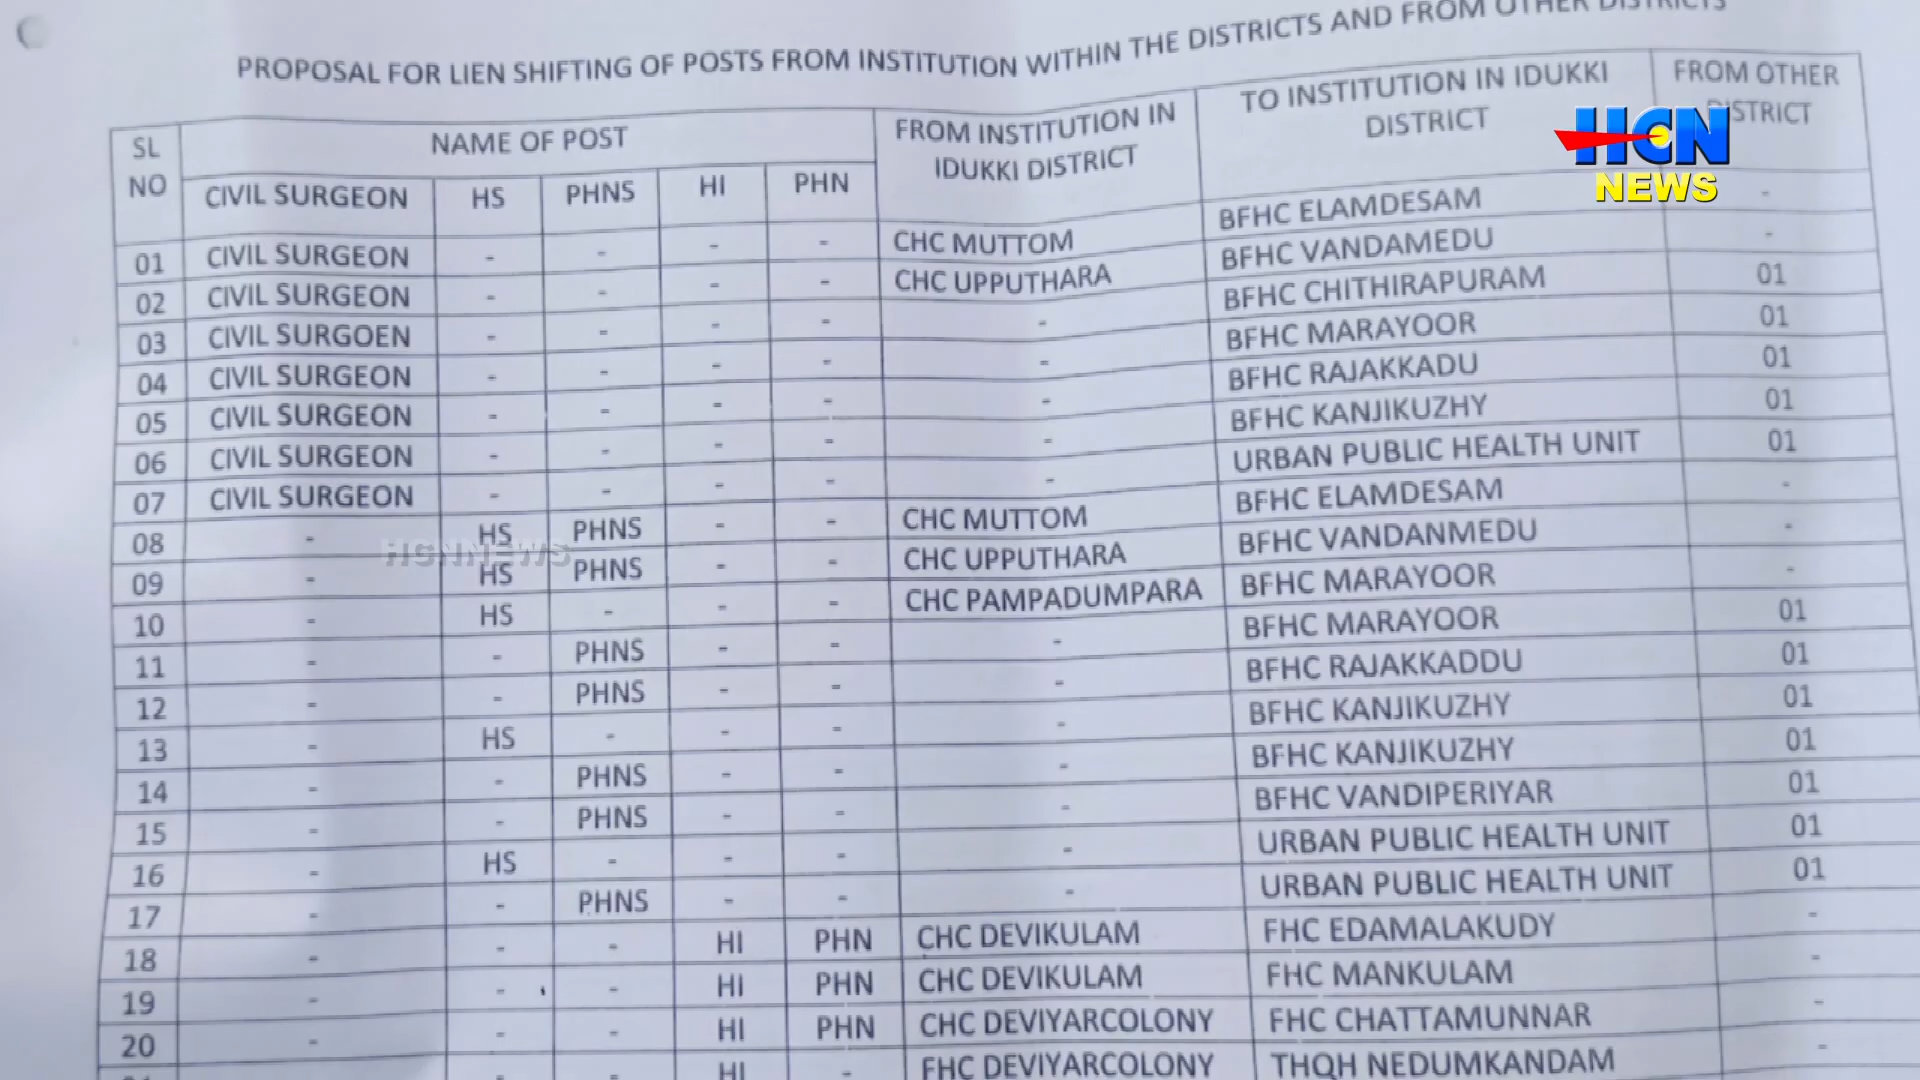 PROPOSAL FOR LIEN SHIFTING OF POSTS FROM INSTITUTION WITHIN THE DISTRICTS AND FROM OTHER DISTRICTS
SL NO NAME OF POST FROM INSTITUTION IN IDUKKI DISTRICT TO INSTITUTION IN IDUKKI DISTRICT FROM OTHER DISTRICT
CIVIL SURGEON HS PHNS HI PHN
HCN
NEWS
01 CIVIL SURGEON - - - - CHC MUTTOM BFHC ELAMDESAM -
02 CIVIL SURGEON - - - - CHC UPPUTHARA BFHC VANDAMEDU -
03 CIVIL SURGOEN - - - - - BFHC CHITHIRAPURAM 01
04 CIVIL SURGEON - - - - - BFHC MARAYOOR 01
05 CIVIL SURGEON - - - - - BFHC RAJAKKADU 01
06 CIVIL SURGEON - - - - - BFHC KANJIKUZHY 01
07 CIVIL SURGEON - - - - - URBAN PUBLIC HEALTH UNIT 01
08 - HS PHNS - - CHC MUTTOM BFHC ELAMDESAM -
HCNNEWS
09 - HS PHNS - - CHC UPPUTHARA BFHC VANDANMEDU -
10 - HS - - - CHC PAMPADUMPARA BFHC MARAYOOR -
11 - - PHNS - - - BFHC MARAYOOR 01
12 - - PHNS - - - BFHC RAJAKKADDU 01
13 - HS - - - - BFHC KANJIKUZHY 01
14 - - PHNS - - - BFHC KANJIKUZHY 01
15 - - PHNS - - - BFHC VANDIPERIYAR 01
16 - HS - - - - URBAN PUBLIC HEALTH UNIT 01
17 - - PHNS - - - URBAN PUBLIC HEALTH UNIT 01
18 - - - HI PHN CHC DEVIKULAM FHC EDAMALAKUDY -
19 - - - HI PHN CHC DEVIKULAM FHC MANKULAM -
20 - - - HI PHN CHC DEVIYARCOLONY FHC CHATTAMUNNAR -
- - HI - FHC DEVIYARCOLONY THQH NEDUMKANDAM -